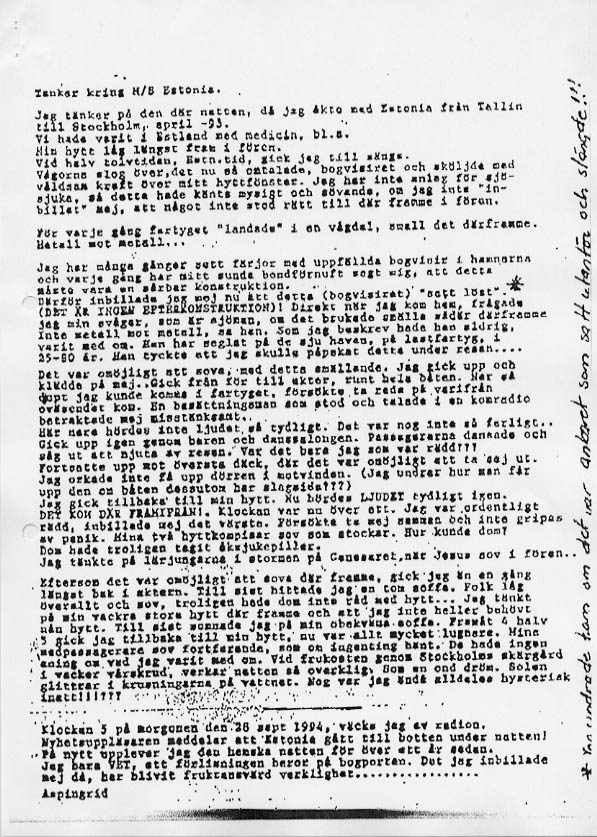 Tankar kring M/S Estonia.
Jag tänker på den där natten, då jag åkte med Estonia från Tallin
till Stockholm, april -93.
Vi hade varit i Estland med medicin, bl.a.
Min hytt låg längst fram i fören.
Vid halv tolvtiden, Estn.tid, gick jag till sängs.
Vågorna slog över, det nu så omtalade, bogvisiret och sköljde med
våldsam kraft över mitt hyttfönster. Jag har inte anlag för sjö-
sjuka, så detta hade känts mysigt och sövande, om jag inte "in-
billat" mej, att något inte stod rätt till där framme i fören.
För varje gång fartyget "landade" i en vågdal, small det därframme.
Metall mot metall...
Jag har många gånger sett färjor med uppfällda bogvisir i hamnarna
och varje gång har mitt sunda bondförnuft sagt mig, att detta
måste vara en sårbar konstruktion.
Därför inbillade jag mej nu att detta (bogvisiret) "satt löst". *
(DET ÄR INGEN EFTERKONSTRUKTION)! Direkt när jag kom hem, frågade
jag min svåger, som är sjöman, om det brukade smälla sådär därframme
Inte metall mot metall, sa han. Som jag beskrev hade han aldrig,
varit med om. Han har seglat på de sju haven, på lastfartyg, i
25-30 år. Han tyckte att jag skulle påpekat detta under resan....
Det var omöjligt att sova, med detta smällande. Jag gick upp och
klädde på mej. Gick från för till akter, runt hela båten. När så
djupt jag kunde komma i fartyget, försökte ta reda på varifrån
oväsendet kom. En besättningsman som stod och talade i en komradio
betraktade mej misstänksamt..
Här nere hördes inte ljudet så tydligt. Det var nog inte så farligt..
Gick upp igen genom baren och danssalongen. Passagerarna dansade och
såg ut att njuta av resan. Var det bara jag som var rädd???
Fortsatte upp mot översta däck, där det var omöjligt att ta sej ut.
Jag orkade inte få upp dörren i motvinden. (Jag undrar hur man får
upp den om båten dessutom har slagsida???)
Jag gick tillbaka till min hytt. Nu hördes LJUDET tydligt igen.
DET KOM DÄR FRAMIFRÅN!. Klockan var nu över ett. Jag var ordentligt
rädd, inbillade mej det värsta. Försökte ta mej samman och inte gripas
av panik. Mina två hyttkompisar sov som stockar. Hur kunde dom?
Dom hade troligen tagit åksjukepiller.
Jag tänkte på lärjungarna i stormen på Genesaret, när Jesus sov i fören..
Eftersom det var omöjligt att sova där framme, gick jag än en gång
längst bak i aktern. Till sist hittade jag en tom soffa. Folk låg
överallt och sov, troligen hade dom inte råd med hytt... Jag tänkt
på min vackra stora hytt där framme och att jag inte heller behövt
nån hytt. Till sist somnade jag på min obekväma soffa. Framåt 4 halv
5 gick jag tillbaka till min hytt, nu var allt mycket lugnare. Mina
medpassagerare sov fortfarande, som om ingenting hänt. De hade ingen
aning om vad jag varit med om. Vid frukosten genom Stockholms skärgård
i vacker vårskrud, verkar natten så overklig. Som en ond dröm. Solen
glittrar i krusningarna på vattnet. Nog var jag ändå alldeles hysterisk
inatt!!!???
Klockan 5 på morgonen den 28 sept 1994, väcks jag av radion.
Nyhetsuppläsaren meddelar att Estonia gått till botten under natten!
På nytt upplever jag den hemska natten för över ett år sedan.
Jag bara VET, att förlisningen beror på bogporten. Det jag inbillade
mej då, har blivit fruktansvärd verklighet................
Aspingrid
* Han undrade t.om om det var ankaret som satt utanför och slängde!!!